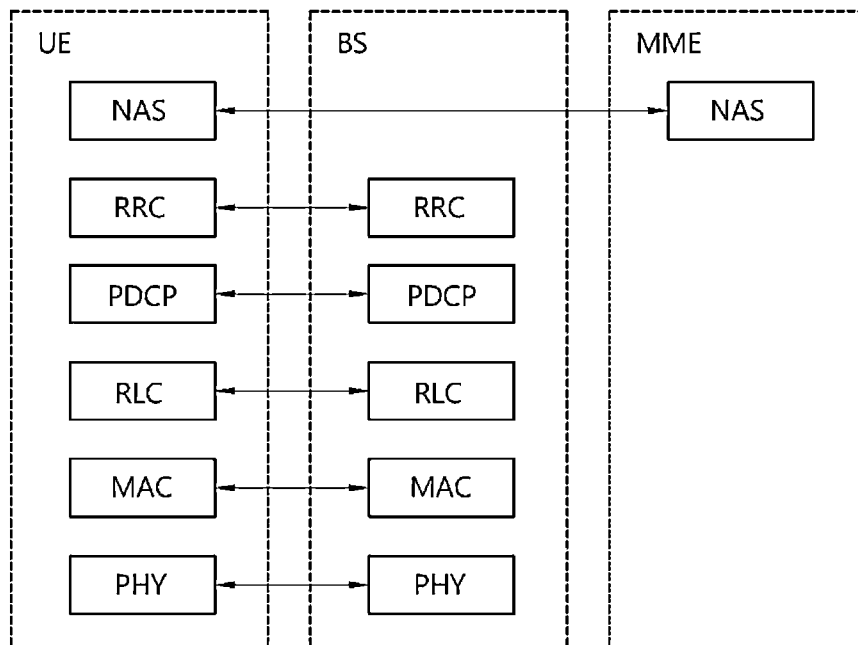 UE
BS
MME
NAS
NAS
RRC
RRC
PDCP
PDCP
RLC
RLC
MAC
MAC
PHY
PHY